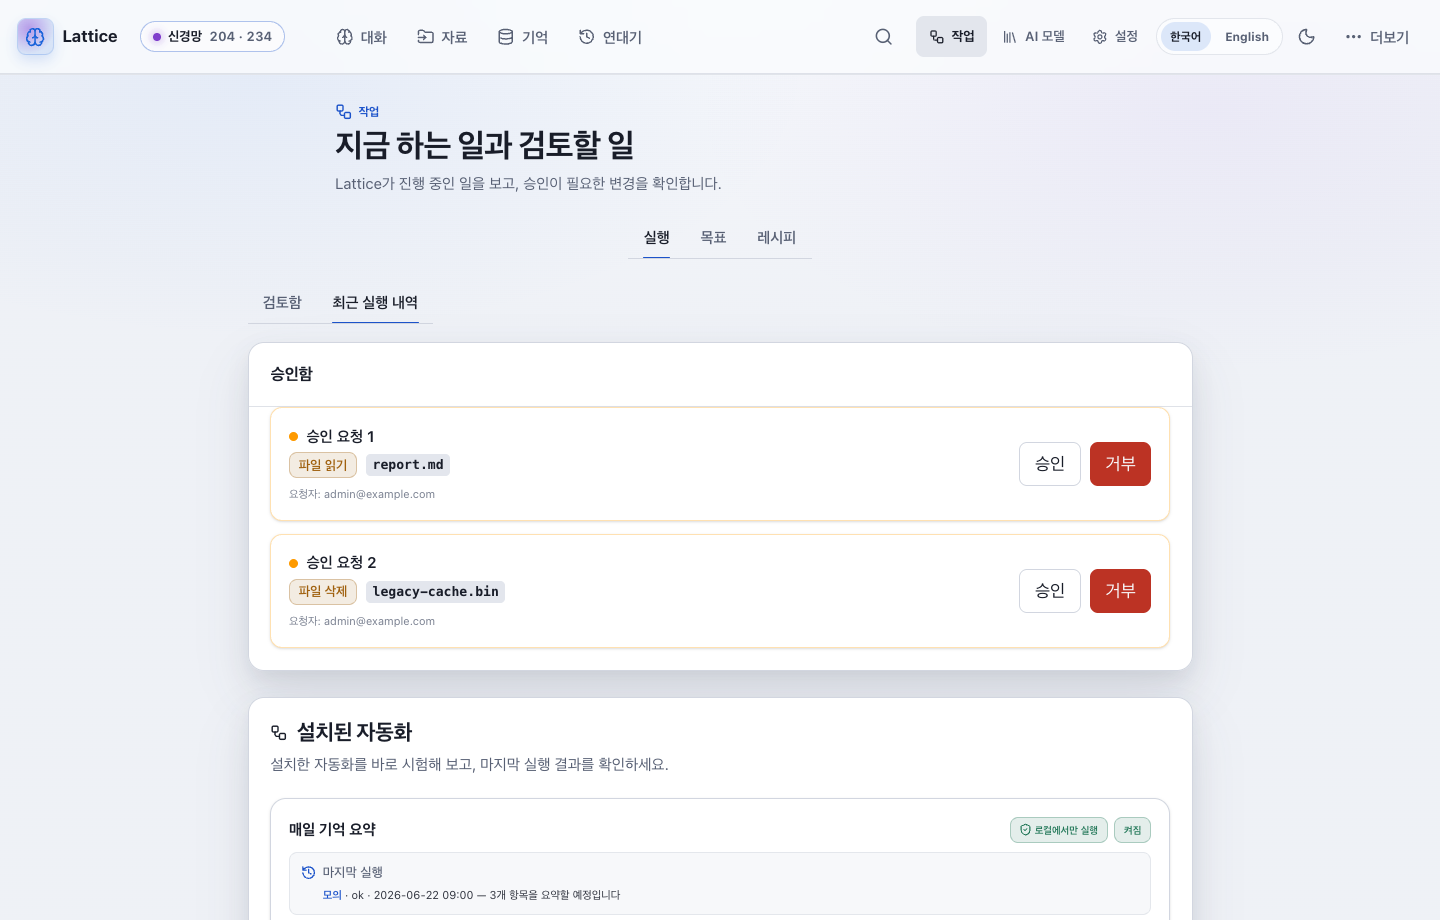 Lattice
신경망 204 · 234
대화
자료
기억
연대기
작업
AI 모델
설정
한국어
English
더보기
작업
지금 하는 일과 검토할 일
Lattice가 진행 중인 일을 보고, 승인이 필요한 변경을 확인합니다.
실행
목표
레시피
검토함
최근 실행 내역
승인함
승인 요청 1
파일 읽기 report.md
요청자: admin@example.com
승인
거부
승인 요청 2
파일 삭제 legacy-cache.bin
요청자: admin@example.com
승인
거부
설치된 자동화
설치한 자동화를 바로 시험해 보고, 마지막 실행 결과를 확인하세요.
매일 기억 요약
로컬에서만 실행
켜짐
마지막 실행
모의 · ok · 2026-06-22 09:00 — 3개 항목을 요약할 예정입니다